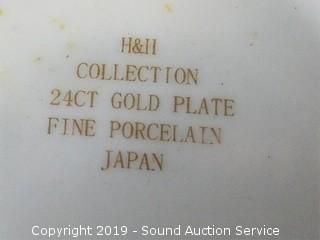 H&H
COLLECTION
24CT GOLD PLATE
FINE PORCELAIN
JAPAN
Copyright 2019 - Sound Auction Service